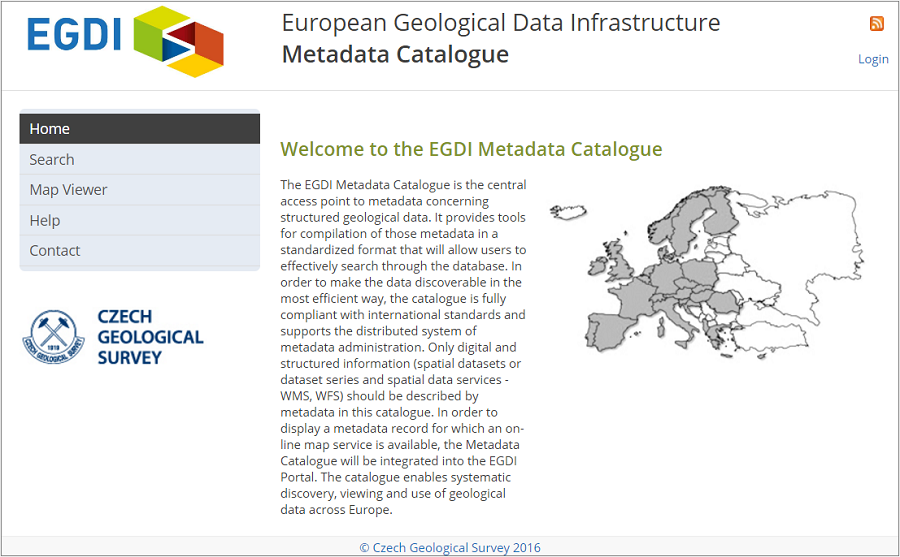 EGDI
European Geological Data Infrastructure
Metadata Catalogue
Login
Home
Search
Map Viewer
Help
Contact
CZECH
GEOLOGICAL
SURVEY
Welcome to the EGDI Metadata Catalogue
The EGDI Metadata Catalogue is the central
access point to metadata concerning
structured geological data. It provides tools
for compilation of those metadata in a
standardized format that will allow users to
effectively search through the database. In
order to make the data discoverable in the
most efficient way, the catalogue is fully
compliant with international standards and
supports the distributed system of
metadata administration. Only digital and
structured information (spatial datasets or
dataset series and spatial data services -
WMS, WFS) should be described by
metadata in this catalogue. In order to
display a metadata record for which an on-
line map service is available, the Metadata
Catalogue will be integrated into the EGDI
Portal. The catalogue enables systematic
discovery, viewing and use of geological
data across Europe.
© Czech Geological Survey 2016